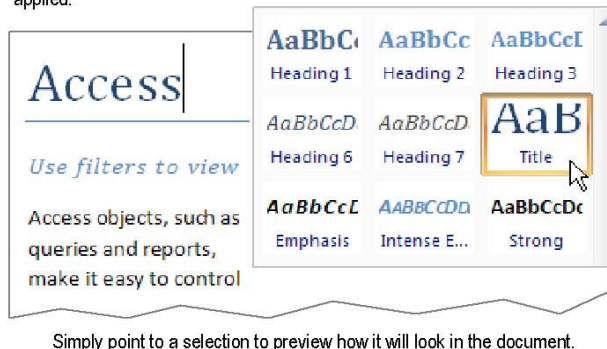 applied.
Access
Use filters to view
Access objects, such as
queries and reports,
make it easy to control
AaBbCc AaBbCc AaBbCcI
Heading 1 Heading 2 Heading 3
AaBbCcD AaBbCcD AaB
Heading 6 Heading 7 Title
AaBbCcD AABBCCDD AaBbCcDc
Emphasis Intense E... Strong
Simply point to a selection to preview how it will look in the document.